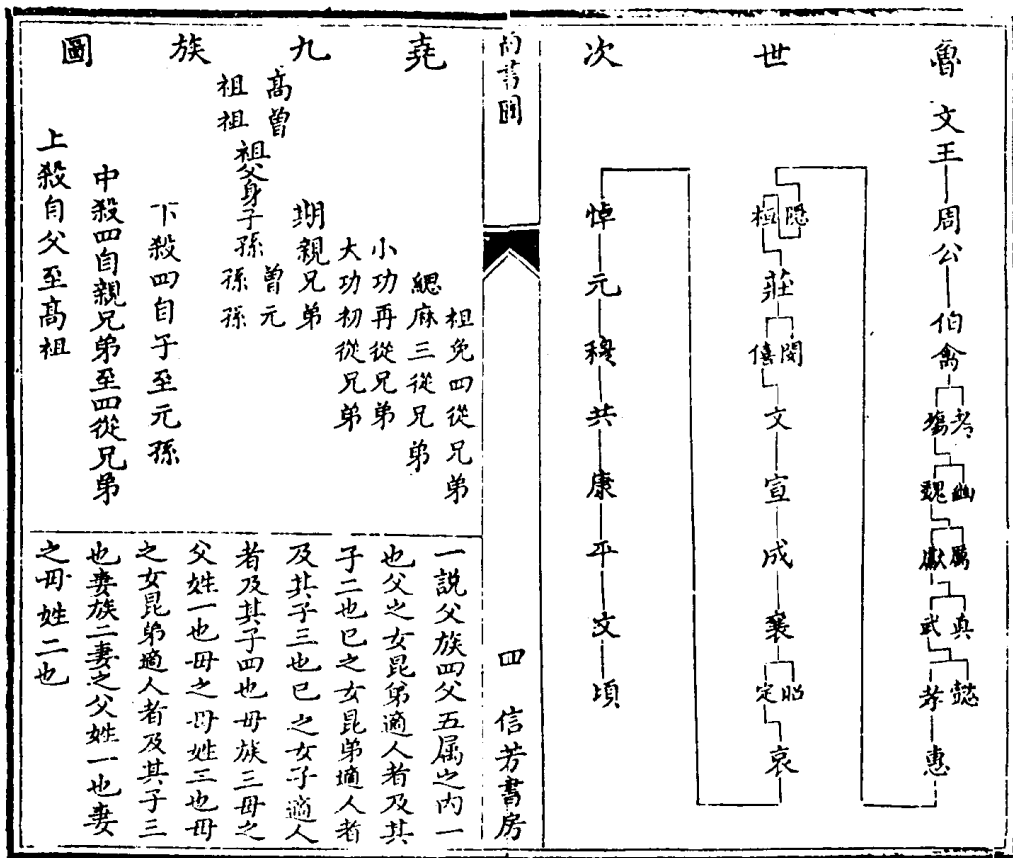 魯世次
文王 周公 伯禽
考 煬
幽 魏
厲 獻
真 武
懿 孝
惠
隱 桓
莊
閔 僖
文 宣 成 襄
昭 定
哀
悼 元 穆 共 康 平 文 頃
尚書圖
四
信芳書房
堯九族圖
袒免四從兄弟
緦麻三從兄弟
小功再從兄弟
大功初從兄弟
期親兄弟
高曾 曾元
祖祖 祖父身子孫 孫孫
下殺四自子至元孫
中殺四自親兄弟至四從兄弟
上殺自父至高祖
一説父族四父五属之内一
也父之女昆弟適人者及其
子二也已之女昆弟適人者
及其子三也已之女子適人
者及其子四也母族三母之
父姓一也母之母姓二也母
之女昆弟適人者及其子三
也妻族二妻之父姓一也妻
之母姓二也